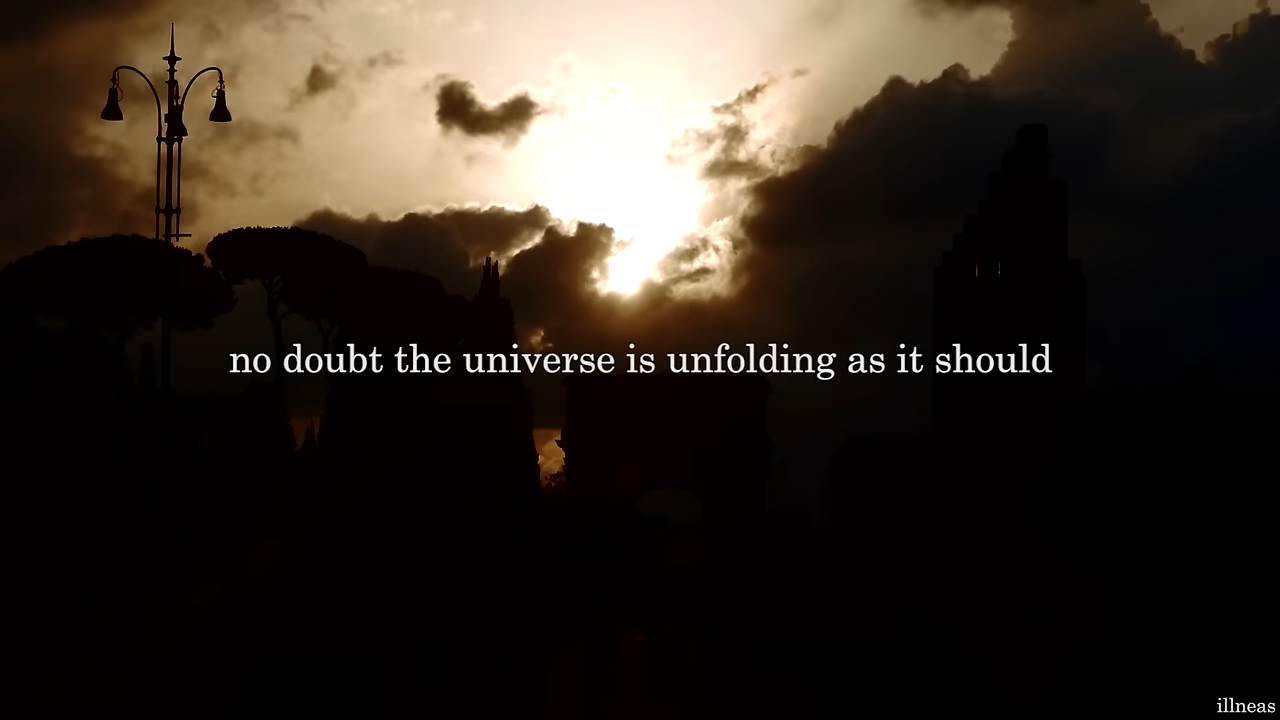 no doubt the universe is unfolding as it should
illneas